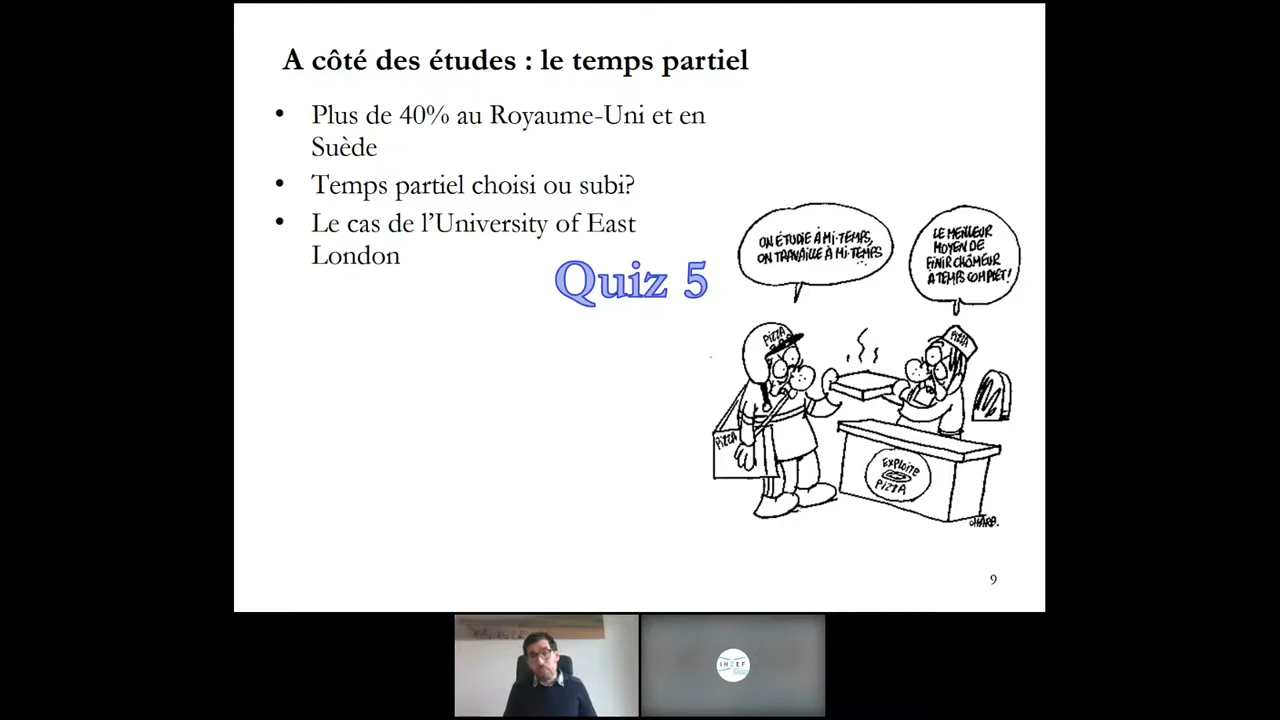 A côté des études : le temps partiel
• Plus de 40% au Royaume-Uni et en
Suède
• Temps partiel choisi ou subi?
• Le cas de l'University of East
London
Quiz 5
ON ÉTUDIE À MI-TEMPS,
ON TRAVAILLE À MI-TEMPS
LE MEILLEUR
MOYEN DE
FINIR CHÔMEUR
À TEMPS COMPLET!
PIZZA
PIZZA
PIZZA
EXPLOITE
PIZZA
CHARB.
9
IH2EF